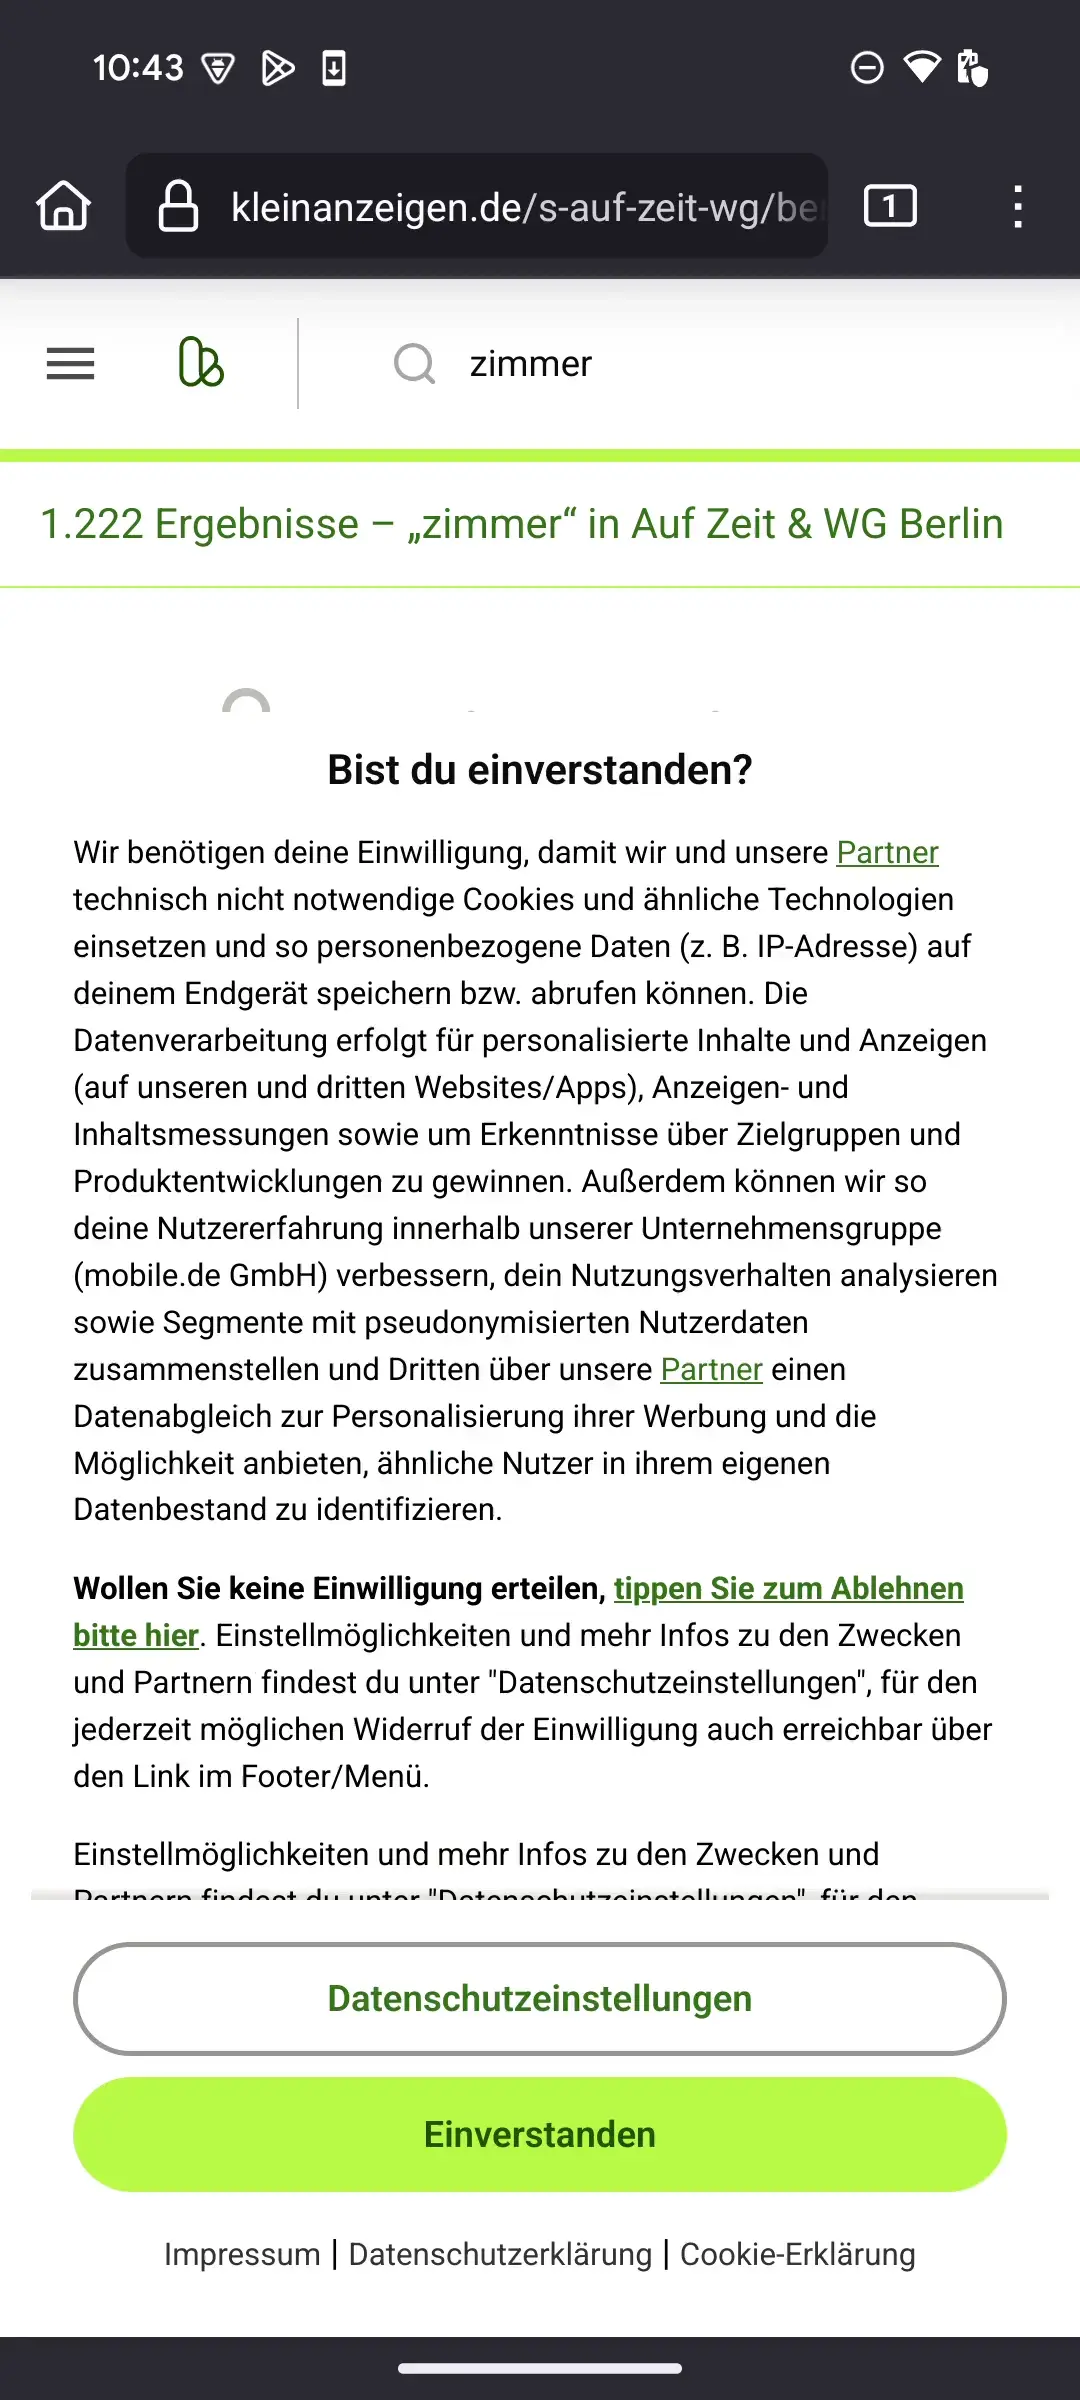 10:43
kleinanzeigen.de/s-auf-zeit-wg/be
1
zimmer
1.222 Ergebnisse – „zimmer“ in Auf Zeit & WG Berlin
Bist du einverstanden?
Wir benötigen deine Einwilligung, damit wir und unsere Partner
technisch nicht notwendige Cookies und ähnliche Technologien
einsetzen und so personenbezogene Daten (z. B. IP-Adresse) auf
deinem Endgerät speichern bzw. abrufen können. Die
Datenverarbeitung erfolgt für personalisierte Inhalte und Anzeigen
(auf unseren und dritten Websites/Apps), Anzeigen- und
Inhaltsmessungen sowie um Erkenntnisse über Zielgruppen und
Produktentwicklungen zu gewinnen. Außerdem können wir so
deine Nutzererfahrung innerhalb unserer Unternehmensgruppe
(mobile.de GmbH) verbessern, dein Nutzungsverhalten analysieren
sowie Segmente mit pseudonymisierten Nutzerdaten
zusammenstellen und Dritten über unsere Partner einen
Datenabgleich zur Personalisierung ihrer Werbung und die
Möglichkeit anbieten, ähnliche Nutzer in ihrem eigenen
Datenbestand zu identifizieren.
Wollen Sie keine Einwilligung erteilen, tippen Sie zum Ablehnen
bitte hier. Einstellmöglichkeiten und mehr Infos zu den Zwecken
und Partnern findest du unter "Datenschutzeinstellungen", für den
jederzeit möglichen Widerruf der Einwilligung auch erreichbar über
den Link im Footer/Menü.
Einstellmöglichkeiten und mehr Infos zu den Zwecken und
Partnern findest du unter "Datenschutzeinstellungen", für den
Datenschutzeinstellungen
Einverstanden
Impressum | Datenschutzerklärung | Cookie-Erklärung